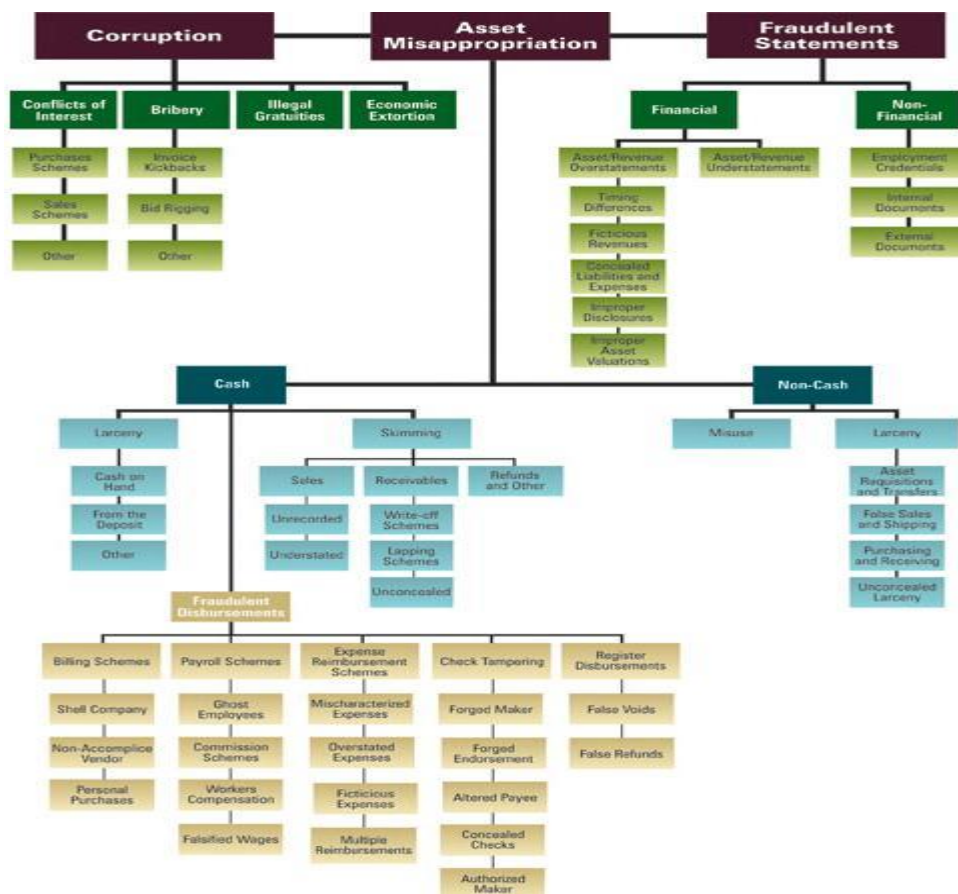 Corruption
Asset
Misappropriation
Fraudulent
Statements
Conflicts of
Interest
Bribery
Illegal
Gratuities
Economic
Extortion
Financial
Non-
Financial
Purchases
Schemes
Sales
Schemes
Other
Invoice
Kickbacks
Bid Rigging
Other
Asset/Revenue
Overstatements
Timing
Differences
Ficticious
Revenues
Concealed
Liabilities and
Expenses
Improper
Disclosures
Improper
Asset
Valuations
Asset/Revenue
Understatements
Employment
Credentials
Internal
Documents
External
Documents
Cash
Non-Cash
Larceny
Cash on
Hand
From the
Deposit
Other
Skimming
Sales
Unrecorded
Understated
Receivables
Write-off
Schemes
Lapping
Schemes
Unconcealed
Refunds
and Other
Misuse
Larceny
Asset
Requisitions
and Transfers
False Sales
and Shipping
Purchasing
and Receiving
Unconcealed
Larceny
Fraudulent
Disbursements
Billing Schemes
Shell Company
Non-Accomplice
Vendor
Personal
Purchases
Payroll Schemes
Ghost
Employees
Commission
Schemes
Workers
Compensation
Falsified Wages
Expense
Reimbursement
Schemes
Mischaracterized
Expenses
Overstated
Expenses
Ficticious
Expenses
Multiple
Reimbursements
Check Tampering
Forged Maker
Forged
Endorsement
Altered Payee
Concealed
Checks
Authorized
Maker
Register
Disbursements
False Voids
False Refunds